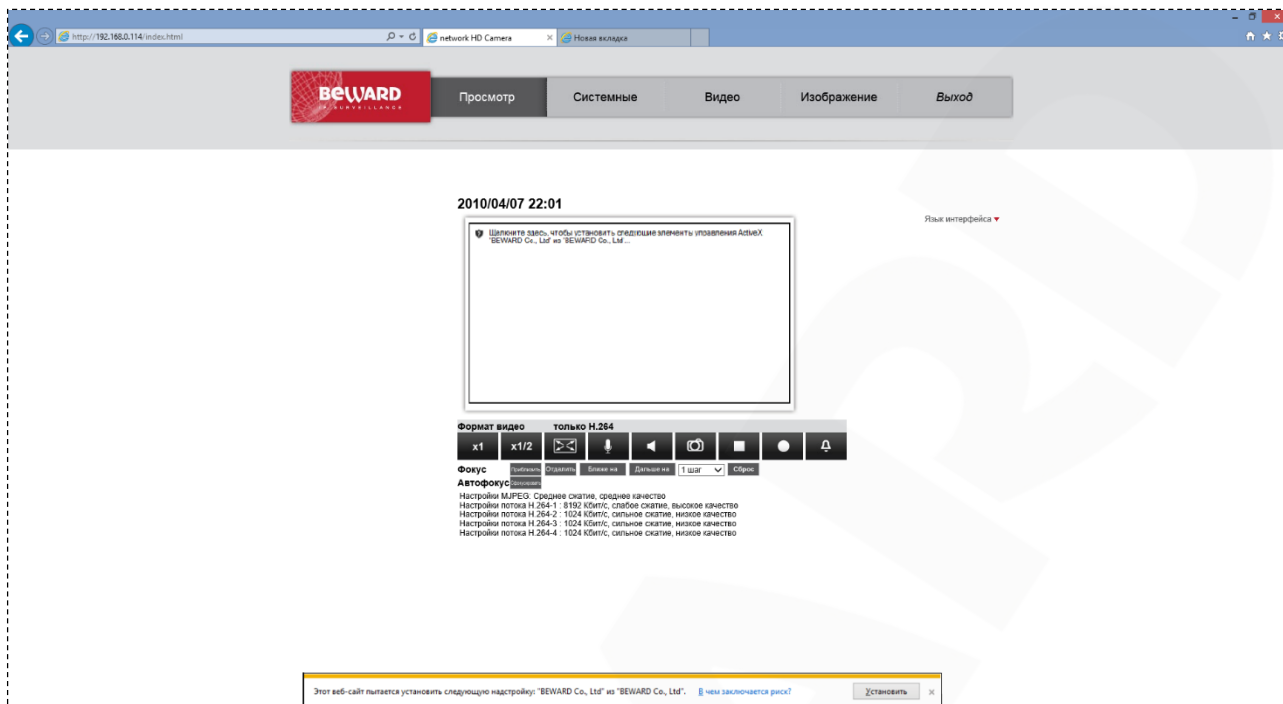 http://192.168.0.114/index.html
network HD Camera
Новая вкладка
BEWARD
IP SURVEILLANCE
Просмотр
Системные
Видео
Изображение
Выход
2010/04/07 22:01
Язык интерфейса
Щелкните здесь, чтобы установить следующие элементы управления ActiveX
"BEWARD Co., Ltd" из "BEWARD Co., Ltd ...
Формат видео только H.264
x1 x1/2
Фокус Приблизить Отдалить Ближе на Дальше на 1 шаг Сброс
Автофокус
Настройки MJPEG: Среднее сжатие, среднее качество
Настройки потока H.264-1 : 8192 Кбит/с, слабое сжатие, высокое качество
Настройки потока H.264-2 : 1024 Кбит/с, сильное сжатие, низкое качество
Настройки потока H.264-3 : 1024 Кбит/с, сильное сжатие, низкое качество
Настройки потока H.264-4 : 1024 Кбит/с, сильное сжатие, низкое качество
Этот веб-сайт пытается установить следующую надстройку: "BEWARD Co., Ltd" из "BEWARD Co., Ltd". В чем заключается риск? Установить